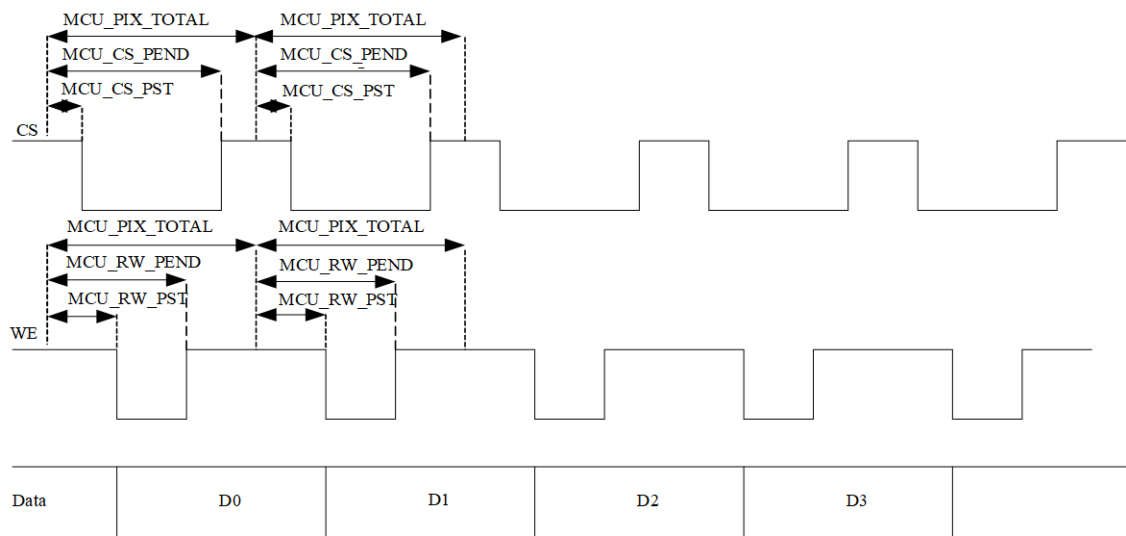 MCU_PIX_TOTAL MCU_PIX_TOTAL
MCU_CS_PEND MCU_CS_PEND
MCU_CS_PST MCU_CS_PST
CS
MCU_PIX_TOTAL MCU_PIX_TOTAL
MCU_RW_PEND MCU_RW_PEND
MCU_RW_PST MCU_RW_PST
WE
Data D0 D1 D2 D3